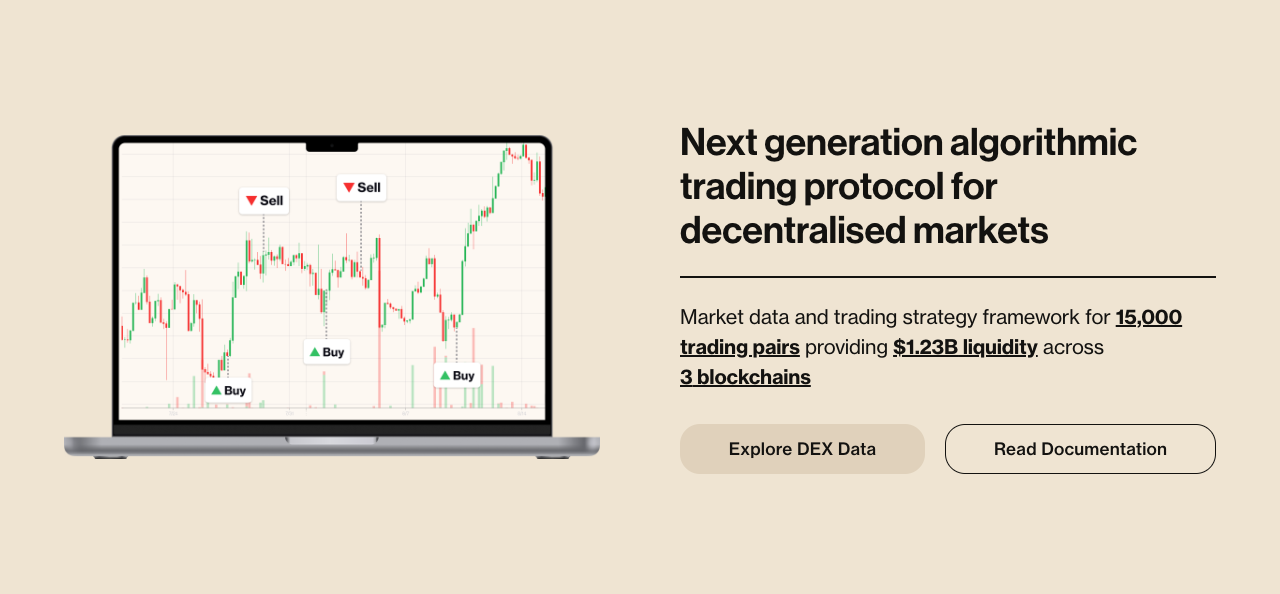 Next generation algorithmic
trading protocol for
decentralised markets
Market data and trading strategy framework for 15,000
trading pairs providing $1.23B liquidity across
3 blockchains
Explore DEX Data
Read Documentation
Sell
Sell
Buy
Buy
Buy